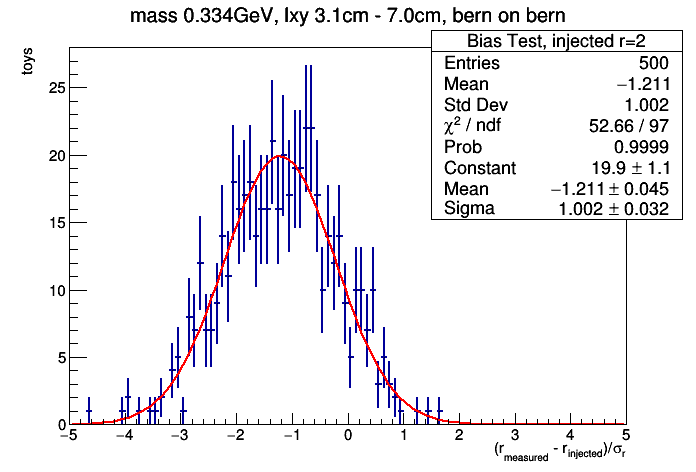 mass 0.334GeV, lxy 3.1cm - 7.0cm, bern on bern
Bias Test, injected r=2
Entries 500
Mean −1.211
Std Dev 1.002
χ² / ndf 52.66 / 97
Prob 0.9999
Constant 19.9 ± 1.1
Mean −1.211 ± 0.045
Sigma 1.002 ± 0.032
toys
25
20
15
10
5
0
−5 −4 −3 −2 −1 0 1 2 3 4 5
(r_measured - r_injected)/σ_r